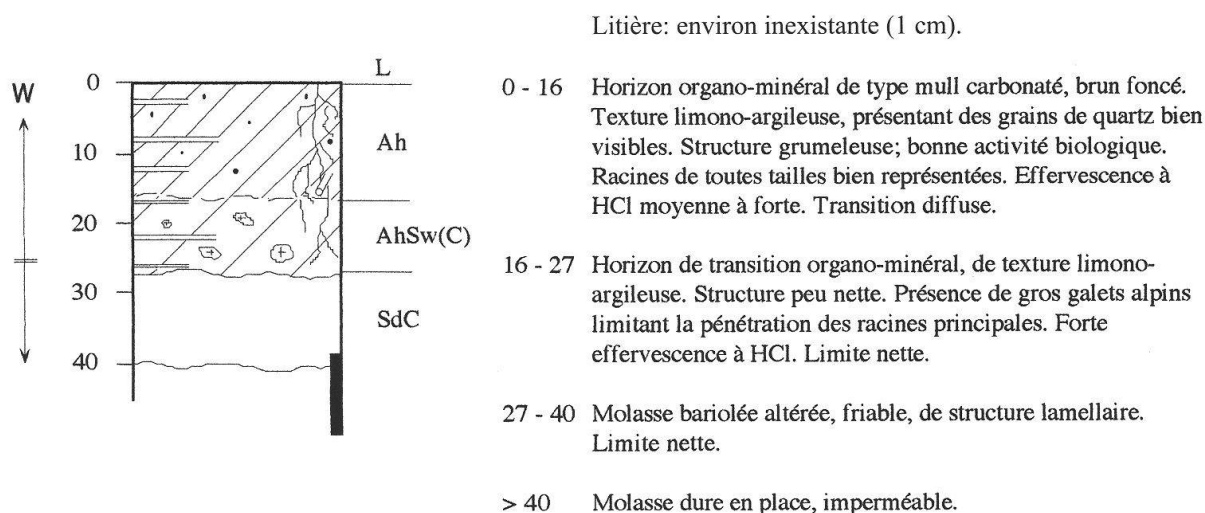 Litière: environ inexistante (1 cm).
L
W
0
10
20
30
40
Ah
AhSw(C)
SdC
0 - 16 Horizon organo-minéral de type mull carbonaté, brun foncé.
Texture limono-argileuse, présentant des grains de quartz bien
visibles. Structure grumeleuse; bonne activité biologique.
Racines de toutes tailles bien représentées. Effervescence à
HCl moyenne à forte. Transition diffuse.
16 - 27 Horizon de transition organo-minéral, de texture limono-
argileuse. Structure peu nette. Présence de gros galets alpins
limitant la pénétration des racines principales. Forte
effervescence à HCl. Limite nette.
27 - 40 Molasse bariolée altérée, friable, de structure lamellaire.
Limite nette.
> 40 Molasse dure en place, imperméable.